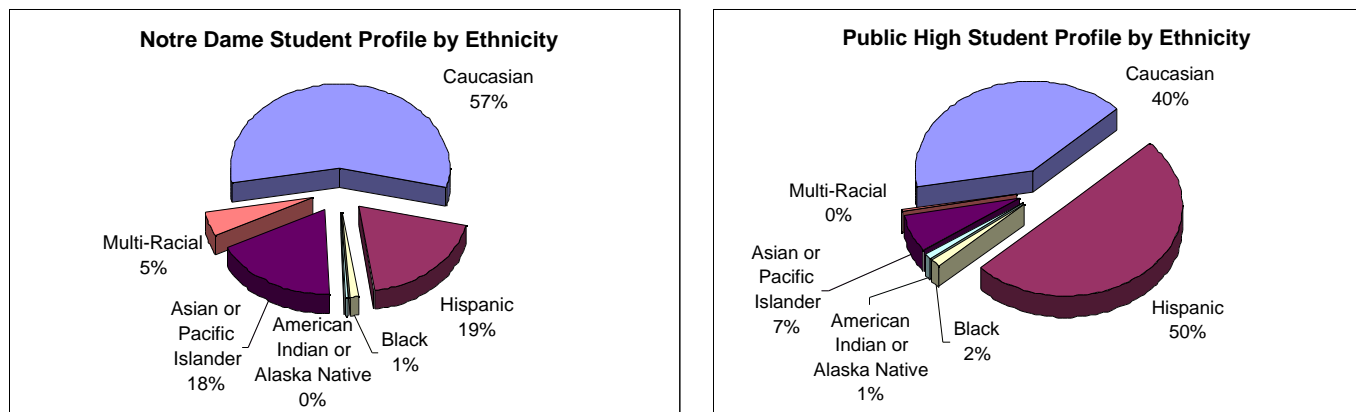 Notre Dame Student Profile by Ethnicity
Caucasian
57%
Multi-Racial
5%
Asian or
Pacific
Islander
18%
American
Indian or
Alaska Native
0%
Black
1%
Hispanic
19%
Public High Student Profile by Ethnicity
Caucasian
40%
Multi-Racial
0%
Asian or
Pacific
Islander
7%
American
Indian or
Alaska Native
1%
Black
2%
Hispanic
50%